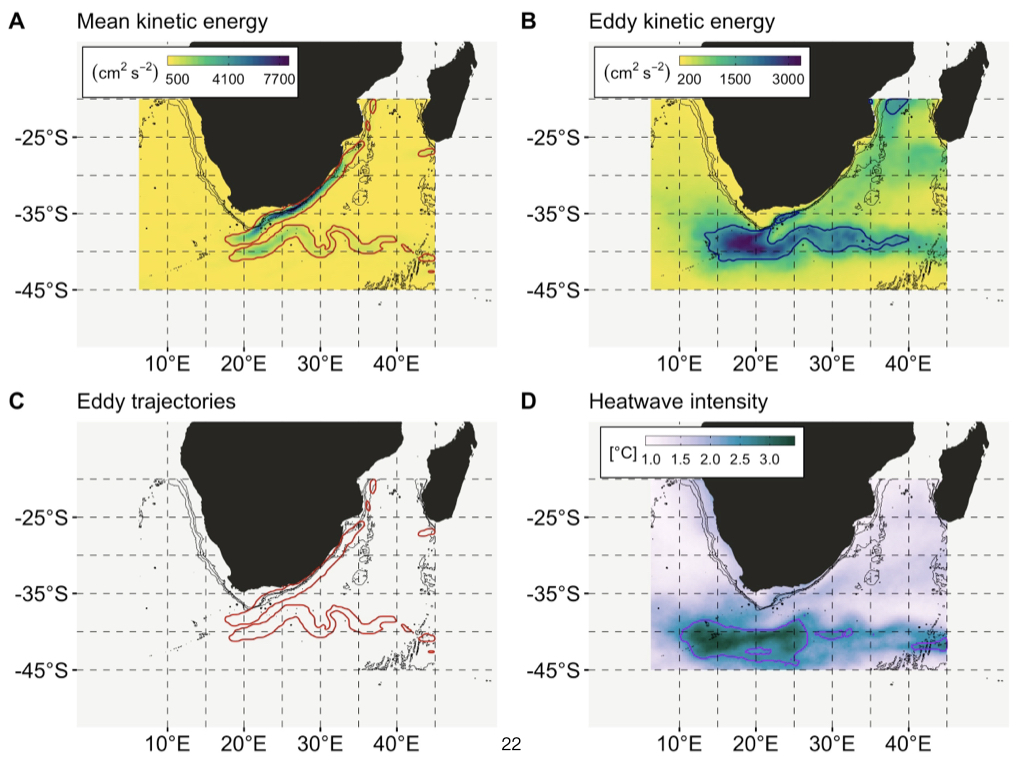 A Mean kinetic energy
(cm² s⁻²) 500 4100 7700
-25°S
-35°S
-45°S
10°E 20°E 30°E 40°E
B Eddy kinetic energy
(cm² s⁻²) 200 1500 3000
-25°S
-35°S
-45°S
10°E 20°E 30°E 40°E
C Eddy trajectories
-25°S
-35°S
-45°S
10°E 20°E 30°E 40°E
D Heatwave intensity
[°C] 1.0 1.5 2.0 2.5 3.0
-25°S
-35°S
-45°S
10°E 20°E 30°E 40°E
22